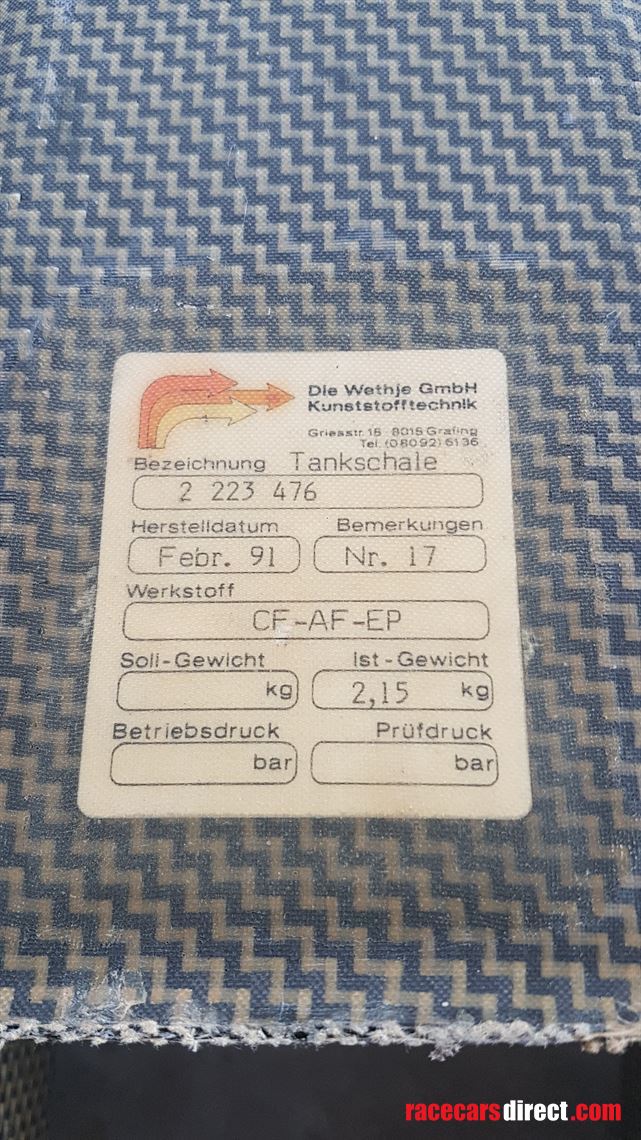 Die Wethje GmbH
Kunststofftechnik
Griesstr. 16 · 8018 Grafing
Tel. (08092) 6136
Bezeichnung Tankschale
2 223 476
Herstelldatum Bemerkungen
Febr. 91 Nr. 17
Werkstoff
CF-AF-EP
Soll-Gewicht Ist-Gewicht
kg 2,15 kg
Betriebsdruck Prüfdruck
bar bar
racecarsdirect.com